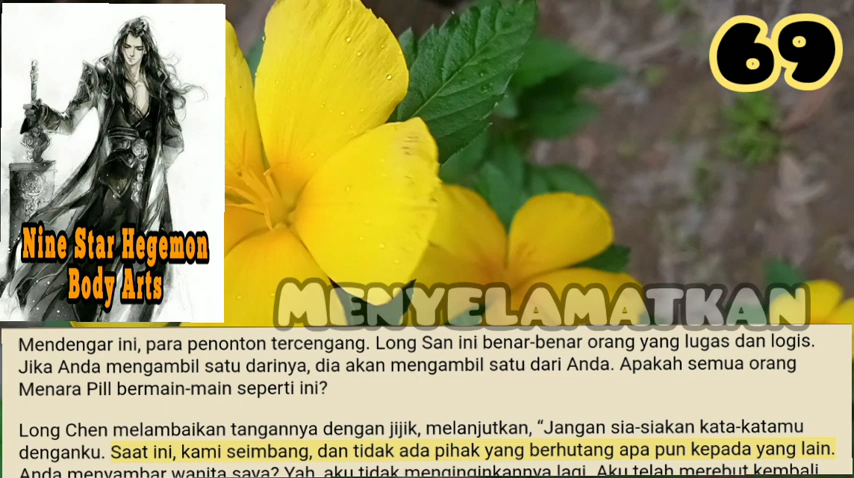 69
Nine Star Hegemon
Body Arts
Menyelamatkan
Mendengar ini, para penonton tercengang. Long San ini benar-benar orang yang lugas dan logis.
Jika Anda mengambil satu darinya, dia akan mengambil satu dari Anda. Apakah semua orang
Menara Pill bermain-main seperti ini?
Long Chen melambaikan tangannya dengan jijik, melanjutkan, “Jangan sia-siakan kata-katamu
denganku. Saat ini, kami seimbang, dan tidak ada pihak yang berhutang apa pun kepada yang lain.
Anda menyambar wanita saya? Yah, aku tidak menginginkannya lagi. Aku telah merebut kembali